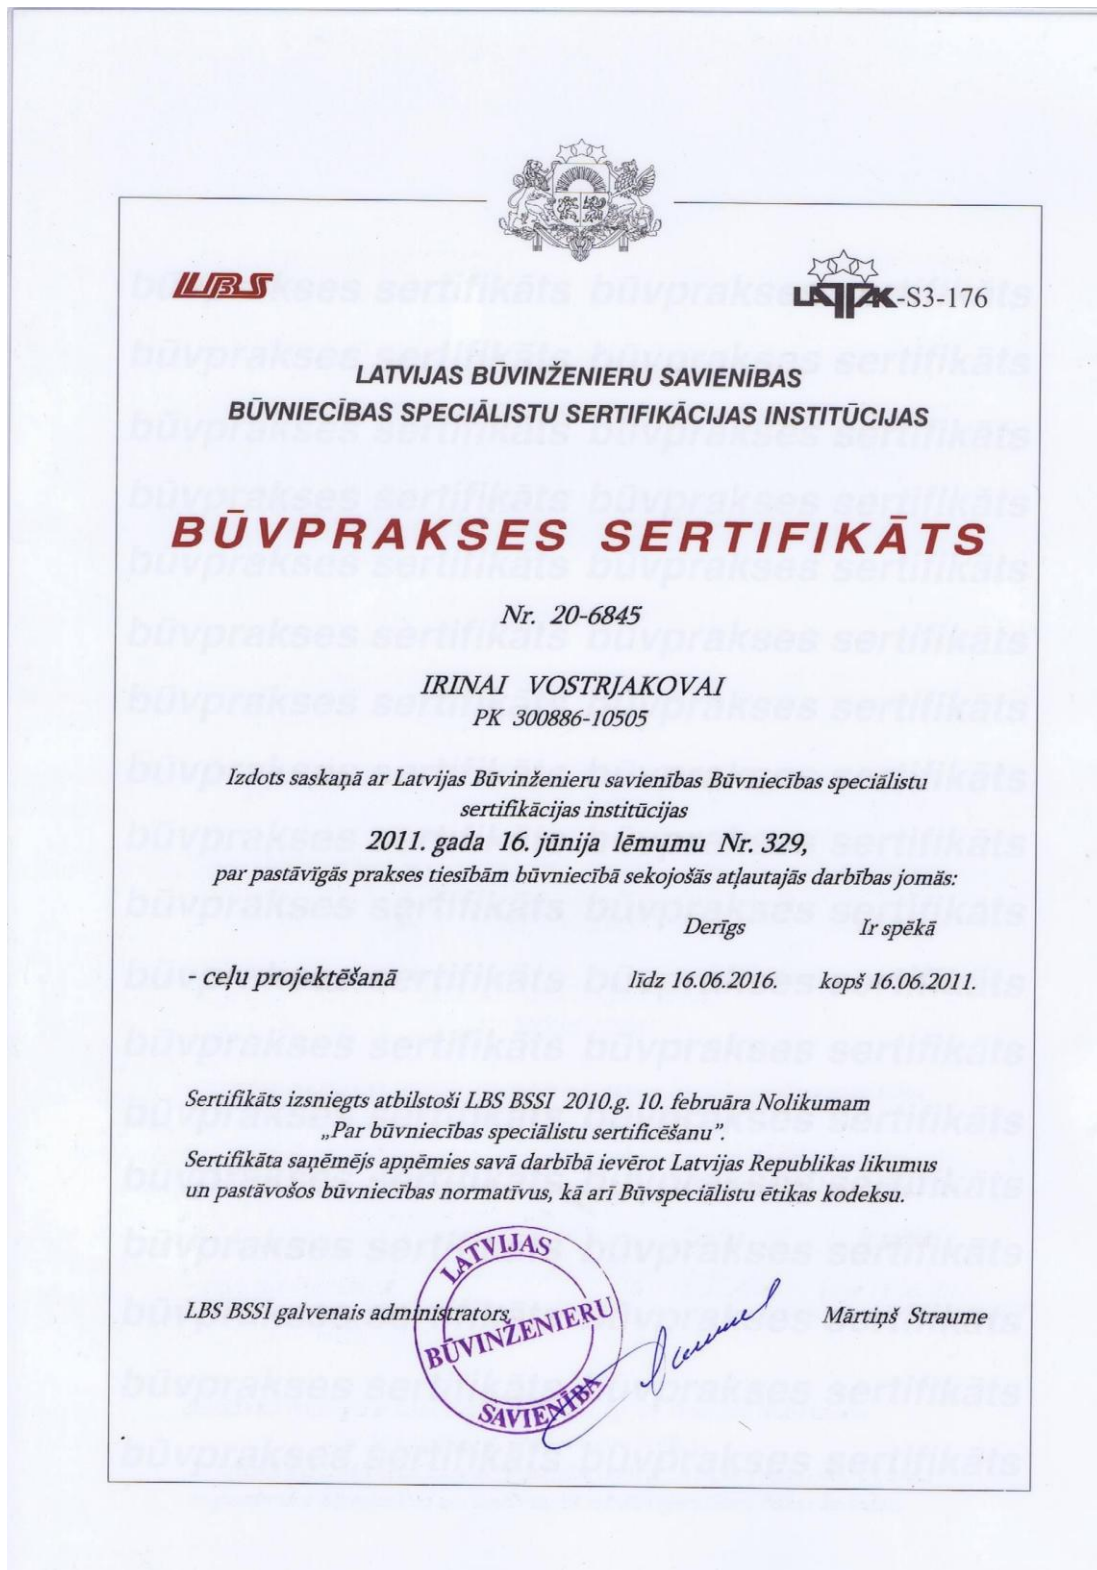 LBS
LATAK-S3-176
LATVIJAS BŪVINŽENIERU SAVIENĪBAS
BŪVNIECĪBAS SPECIĀLISTU SERTIFIKĀCIJAS INSTITŪCIJAS
BŪVPRAKSES SERTIFIKĀTS
Nr. 20-6845
IRINAI VOSTRJAKOVAI
PK 300886-10505
Izdots saskaņā ar Latvijas Būvinženieru savienības Būvniecības speciālistu
sertifikācijas institūcijas
2011. gada 16. jūnija lēmumu Nr. 329,
par pastāvīgās prakses tiesībām būvniecībā sekojošās atļautajās darbības jomās:
Derīgs Ir spēkā
- ceļu projektēšanā līdz 16.06.2016. kopš 16.06.2011.
Sertifikāts izsniegts atbilstoši LBS BSSI 2010.g. 10. februāra Nolikumam
„Par būvniecības speciālistu sertificēšanu”.
Sertifikāta saņēmējs apņēmies savā darbībā ievērot Latvijas Republikas likumus
un pastāvošos būvniecības normatīvus, kā arī Būvspeciālistu ētikas kodeksu.
LBS BSSI galvenais administrators, Mārtiņš Straume
LATVIJAS
BŪVINŽENIERU
SAVIENĪBA